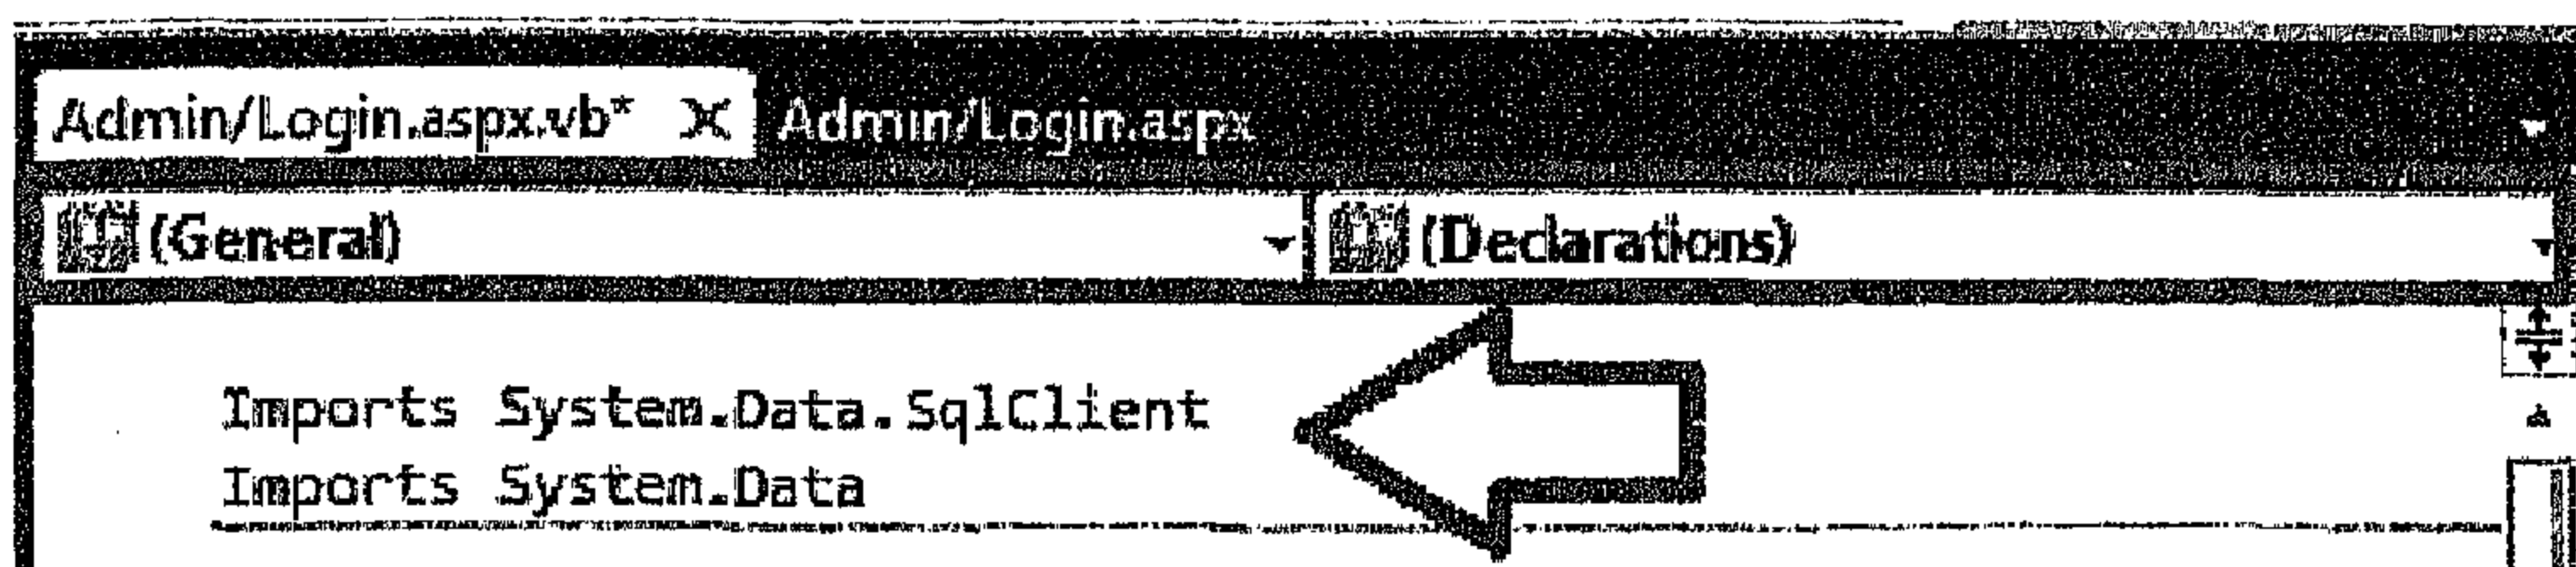 Admin/Login.aspx.vb* X Admin/Login.aspx
(General) (Declarations)
Imports System.Data.SqlClient
Imports System.Data